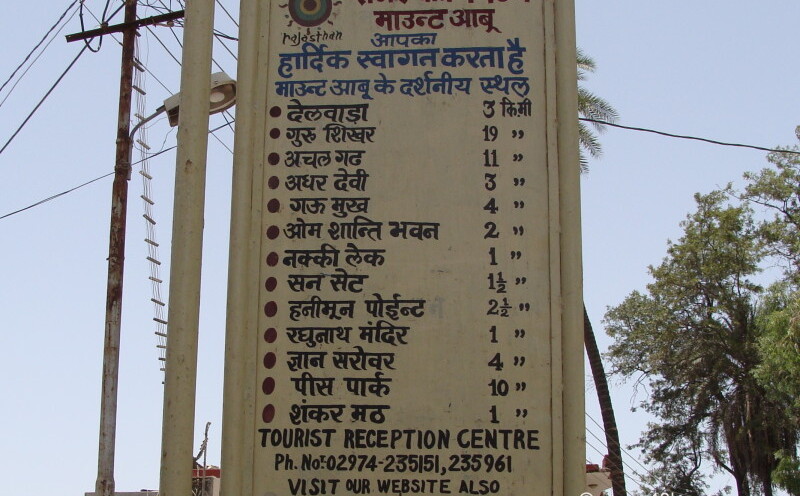 rajasthan
माउन्ट आबू
आपका
हार्दिक स्वागत करता है
माउन्ट आबू के दर्शनीय स्थल
देलवाड़ा 3 किमी
गुरु शिखर 19 "
अचल गढ 11 "
अधर देवी 3 "
गऊ मुख 4 "
ओम शान्ति भवन 2 "
नक्की लेक 1 "
सन सेट 1½ "
हनीमून पोईन्ट 2½ "
रघुनाथ मंदिर 1 "
ज्ञान सरोवर 4 "
पीस पार्क 10 "
शंकर मठ 1 "
TOURIST RECEPTION CENTRE
Ph. No:02974-235151,235961
VISIT OUR WEBSITE ALSO